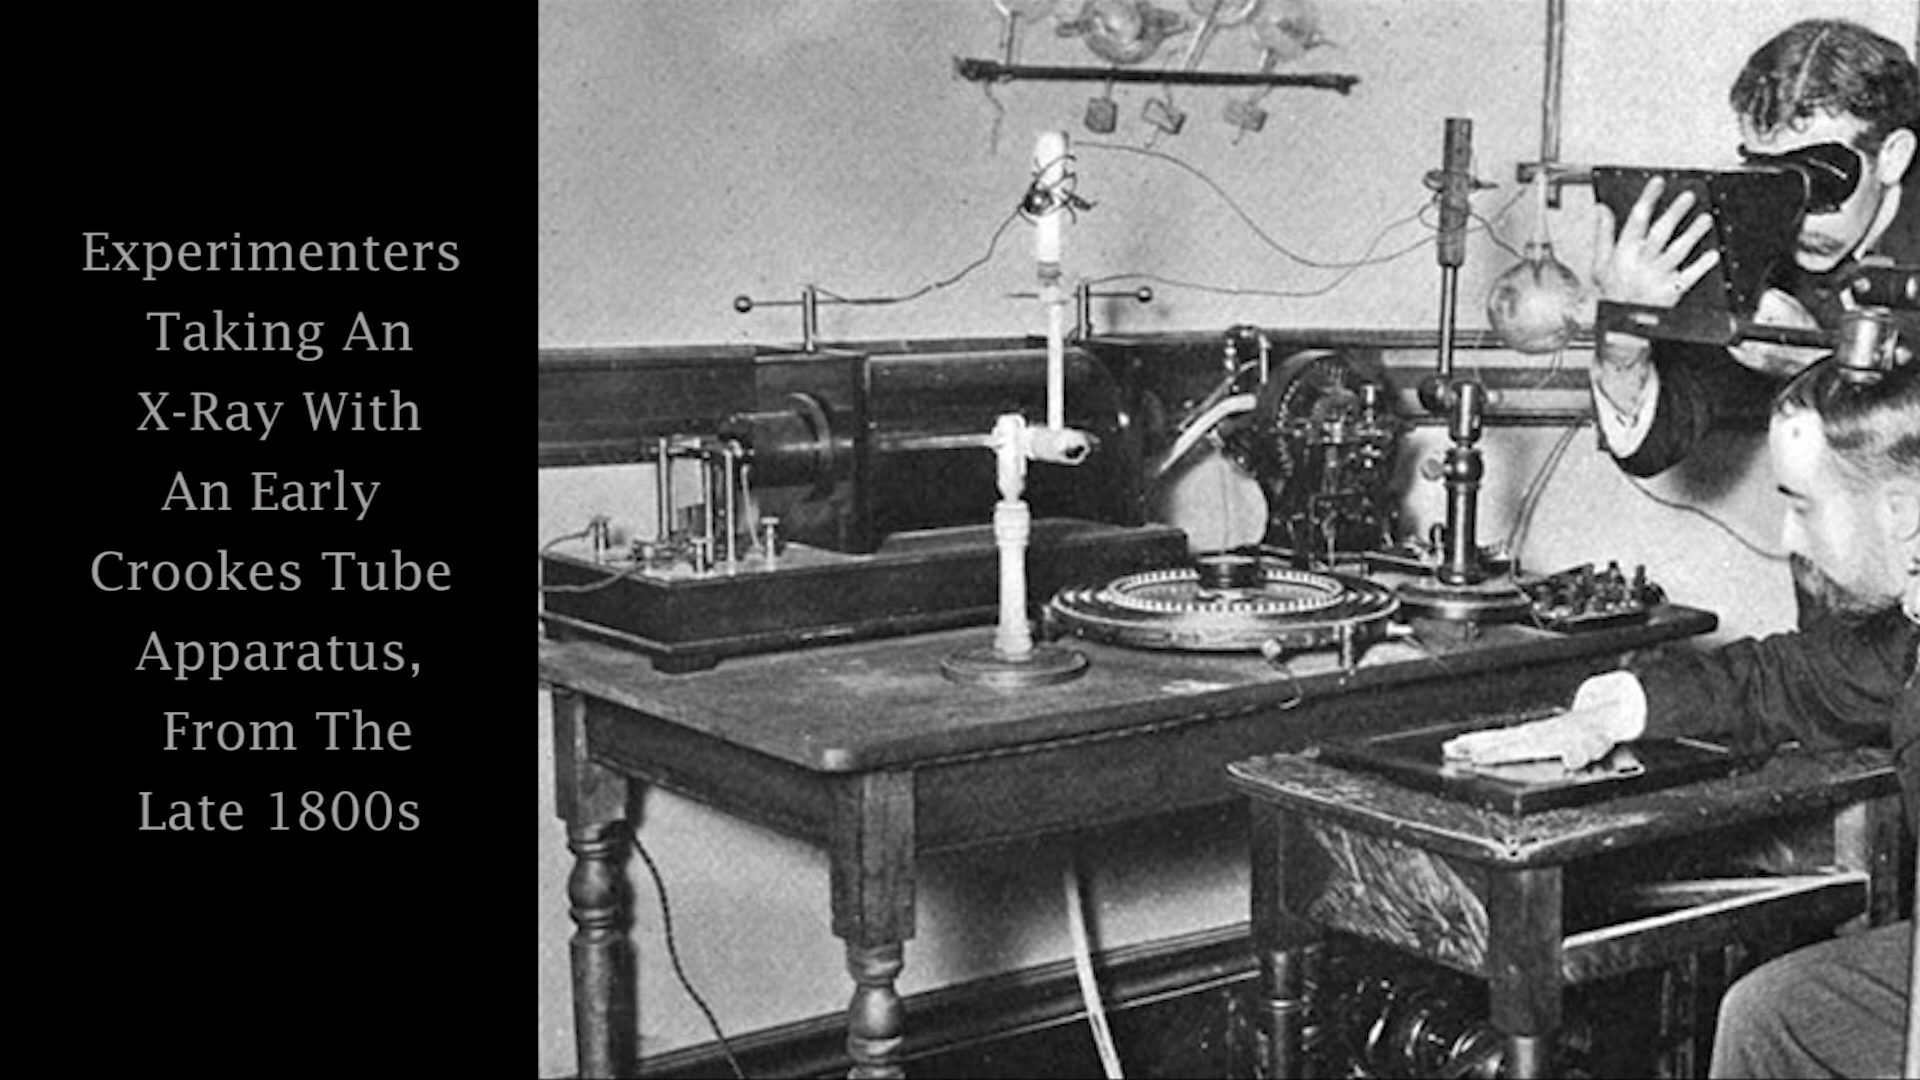 Experimenters
Taking An
X-Ray With
An Early
Crookes Tube
Apparatus,
From The
Late 1800s